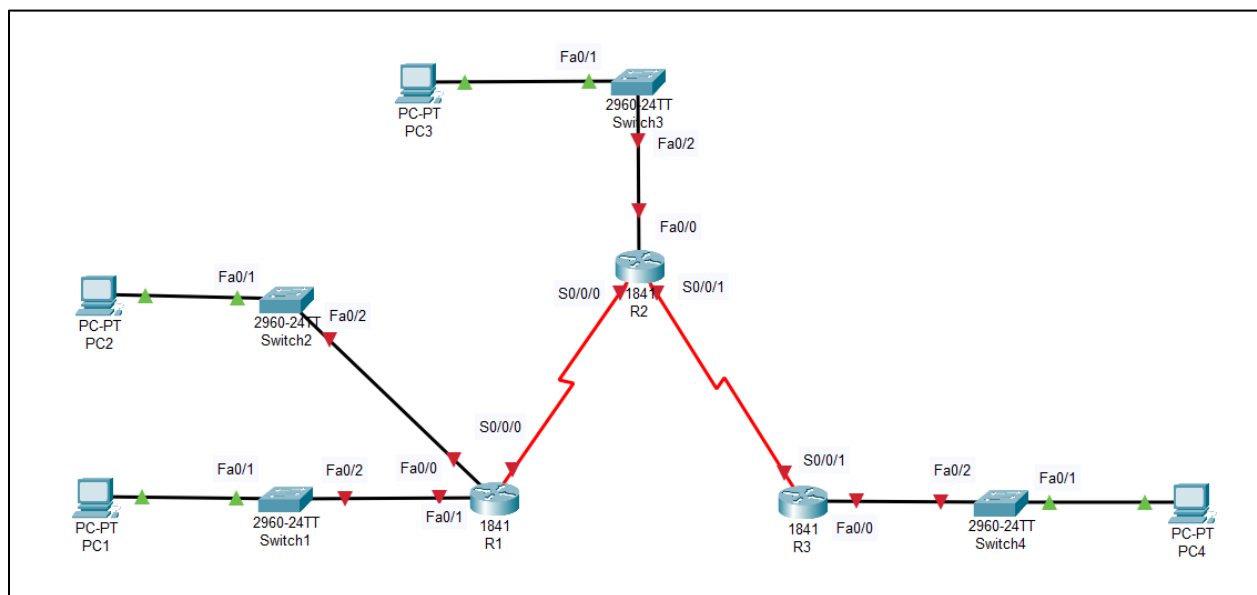 Fa0/1
PC-PT
PC3
2960-24TT
Switch3
Fa0/2
Fa0/0
S0/0/0
S0/0/1
1841
R2
Fa0/1
PC-PT
PC2
2960-24TT
Switch2
Fa0/2
S0/0/0
Fa0/1
Fa0/2
Fa0/0
Fa0/1
PC-PT
PC1
2960-24TT
Switch1
1841
R1
S0/0/1
Fa0/2
Fa0/1
1841
R3
Fa0/0
2960-24TT
Switch4
PC-PT
PC4